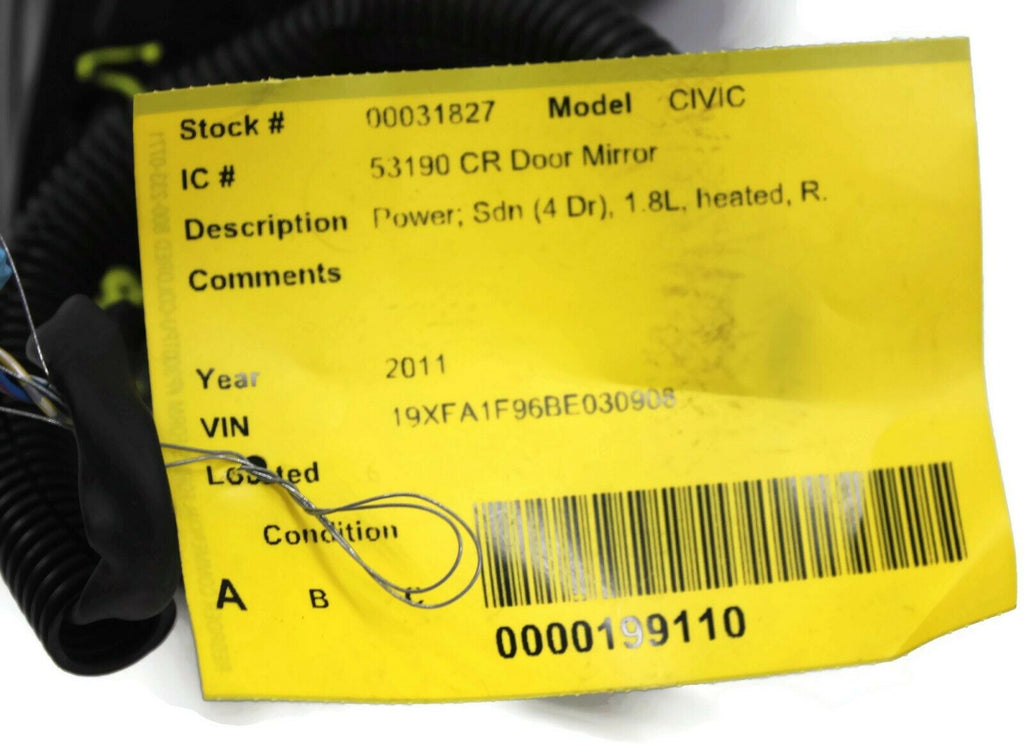 Stock # 00031827 Model CIVIC
IC # 53190 CR Door Mirror
Description Power; Sdn (4 Dr), 1.8L, heated, R.
Comments
Year 2011
VIN 19XFA1F96BE030908
Located
Condition
A B C
0000199110